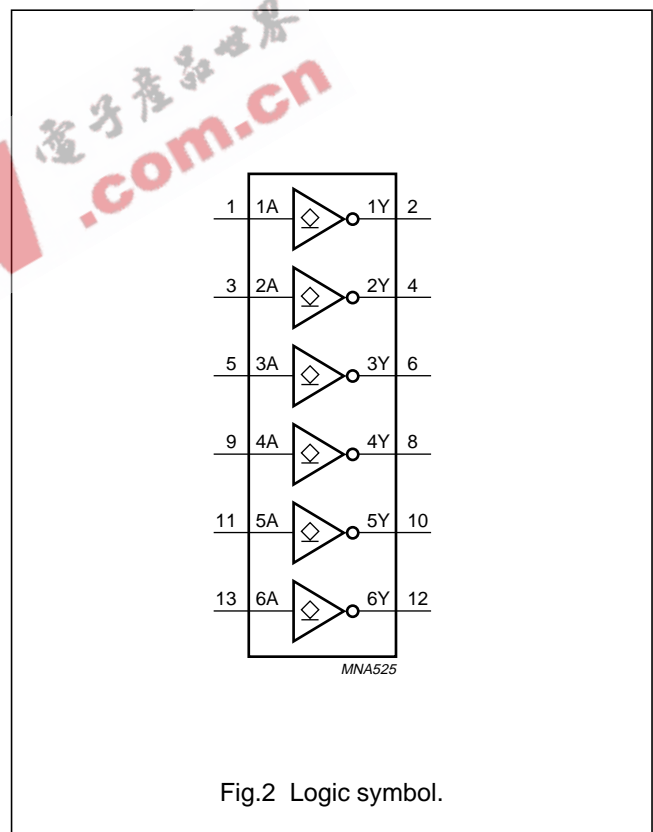 電子產品世界
.com.cn
1 1A 1Y 2
3 2A 2Y 4
5 3A 3Y 6
9 4A 4Y 8
11 5A 5Y 10
13 6A 6Y 12
MNA525
Fig.2 Logic symbol.